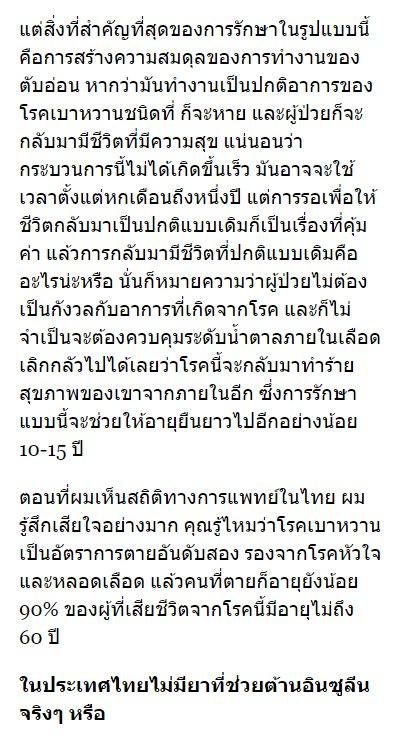 แต่สิ่งที่สำคัญที่สุดของการรักษาในรูปแบบนี้
คือการสร้างความสมดุลของการทำงานของ
ตับอ่อน หากว่ามันทำงานเป็นปกติอาการของ
โรคเบาหวานชนิดที่ ก็จะหาย และผู้ป่วยก็จะ
กลับมามีชีวิตที่มีความสุข แน่นอนว่า
กระบวนการนี้ไม่ได้เกิดขึ้นเร็ว มันอาจจะใช้
เวลาตั้งแต่หกเดือนถึงหนึ่งปี แต่การรอเพื่อให้
ชีวิตกลับมาเป็นปกติแบบเดิมก็เป็นเรื่องที่คุ้ม
ค่า แล้วการกลับมามีชีวิตที่ปกติแบบเดิมคือ
อะไรน่ะหรือ นั่นก็หมายความว่าผู้ป่วยไม่ต้อง
เป็นกังวลกับอาการที่เกิดจากโรค และก็ไม่
จำเป็นจะต้องควบคุมระดับน้ำตาลภายในเลือด
เลิกกลัวไปได้เลยว่าโรคนี้จะกลับมาทำร้าย
สุขภาพของเขาจากภายในอีก ซึ่งการรักษา
แบบนี้จะช่วยให้อายุยืนยาวไปอีกอย่างน้อย
10-15 ปี
ตอนที่ผมเห็นสถิติทางการแพทย์ในไทย ผม
รู้สึกเสียใจอย่างมาก คุณรู้ไหมว่าโรคเบาหวาน
เป็นอัตราการตายอันดับสอง รองจากโรคหัวใจ
และหลอดเลือด แล้วคนที่ตายก็อายุยังน้อย
90% ของผู้ที่เสียชีวิตจากโรคนี้มีอายุไม่ถึง
60 ปี
ในประเทศไทยไม่มียาที่ช่วยต้านอินซูลีน
จริงๆ หรือ